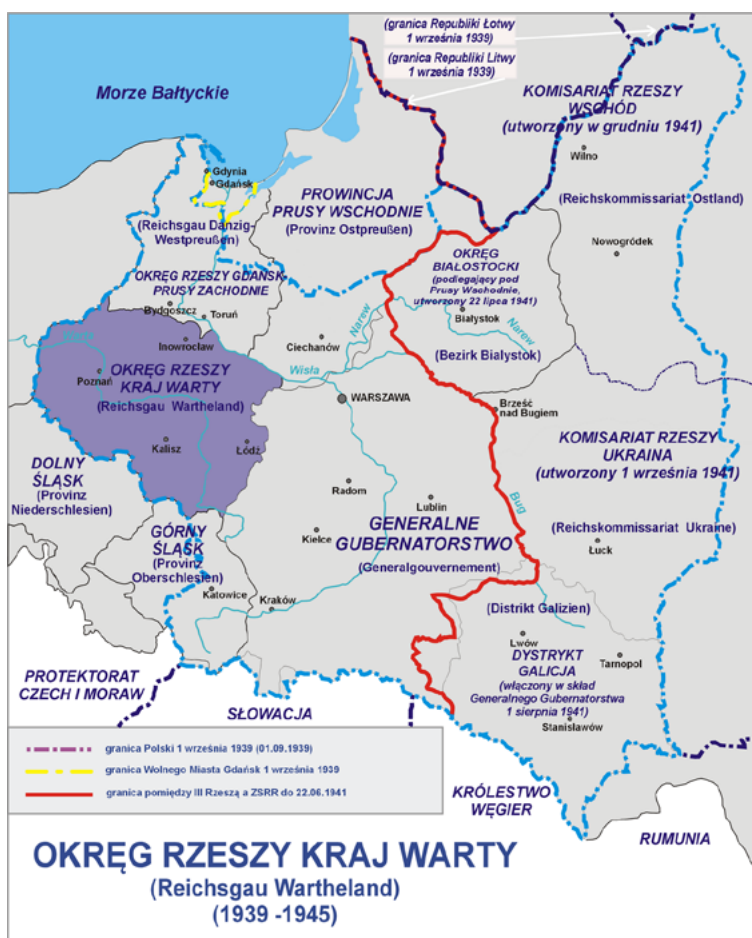 (granica Republiki Łotwy
1 września 1939)
(granica Republiki Litwy
1 września 1939)
Morze Bałtyckie
KOMISARIAT RZESZY
WSCHÓD
(utworzony w grudniu 1941)
Wilno
Gdynia
Gdańsk
PROWINCJA
PRUSY WSCHODNIE
(Provinz Ostpreußen)
(Reichskommissariat Ostland)
(Reichsgau Danzig-
Westpreußen)
Nowogródek
OKRĘG RZESZY GDAŃSK-
PRUSY ZACHODNIE
OKRĘG
BIAŁOSTOCKI
(podlegający pod
Prusy Wschodnie,
utworzony 22 lipca 1941)
Bydgoszcz
Toruń
Białystok
Narew
Narew
Inowrocław
Ciechanów
(Bezirk Bialystok)
Warta
Wisła
OKRĘG RZESZY
KRAJ WARTY
Poznań
(Reichsgau Wartheland)
WARSZAWA
Brześć
nad Bugiem
Kalisz
Łódź
KOMISARIAT RZESZY
UKRAINA
(utworzony 1 września 1941)
DOLNY
ŚLĄSK
(Provinz
Niederschlesien)
Radom
Lublin
Bug
GÓRNY
ŚLĄSK
(Provinz
Oberschlesien)
Kielce
GENERALNE
GUBERNATORSTWO
(Generalgouvernement)
(Reichskommissariat Ukraine)
Łuck
Katowice
Kraków
(Distrikt Galizien)
Lwów
Tarnopol
DYSTRYKT
GALICJA
(włączony w skład
Generalnego Gubernatorstwa
1 sierpnia 1941)
Stanisławów
PROTEKTORAT
CZECH I MORAW
SŁOWACJA
granica Polski 1 września 1939 (01.09.1939)
granica Wolnego Miasta Gdańsk 1 września 1939
granica pomiędzy III Rzeszą a ZSRR do 22.06.1941
KRÓLESTWO
WĘGIER
RUMUNIA
OKRĘG RZESZY KRAJ WARTY
(Reichsgau Wartheland)
(1939 -1945)